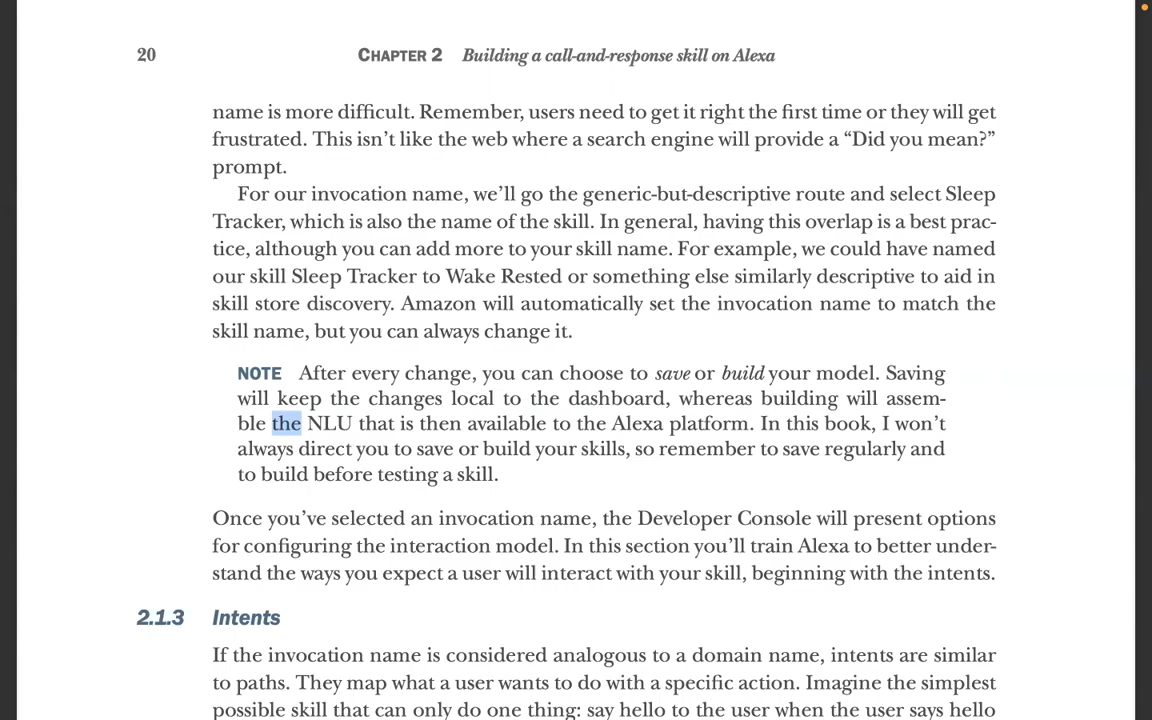 20 CHAPTER 2 Building a call-and-response skill on Alexa
name is more difficult. Remember, users need to get it right the first time or they will get
frustrated. This isn’t like the web where a search engine will provide a “Did you mean?”
prompt.
For our invocation name, we’ll go the generic-but-descriptive route and select Sleep
Tracker, which is also the name of the skill. In general, having this overlap is a best prac-
tice, although you can add more to your skill name. For example, we could have named
our skill Sleep Tracker to Wake Rested or something else similarly descriptive to aid in
skill store discovery. Amazon will automatically set the invocation name to match the
skill name, but you can always change it.
NOTE After every change, you can choose to save or build your model. Saving
will keep the changes local to the dashboard, whereas building will assem-
ble the NLU that is then available to the Alexa platform. In this book, I won’t
always direct you to save or build your skills, so remember to save regularly and
to build before testing a skill.
Once you’ve selected an invocation name, the Developer Console will present options
for configuring the interaction model. In this section you’ll train Alexa to better under-
stand the ways you expect a user will interact with your skill, beginning with the intents.
2.1.3 Intents
If the invocation name is considered analogous to a domain name, intents are similar
to paths. They map what a user wants to do with a specific action. Imagine the simplest
possible skill that can only do one thing: say hello to the user when the user says hello